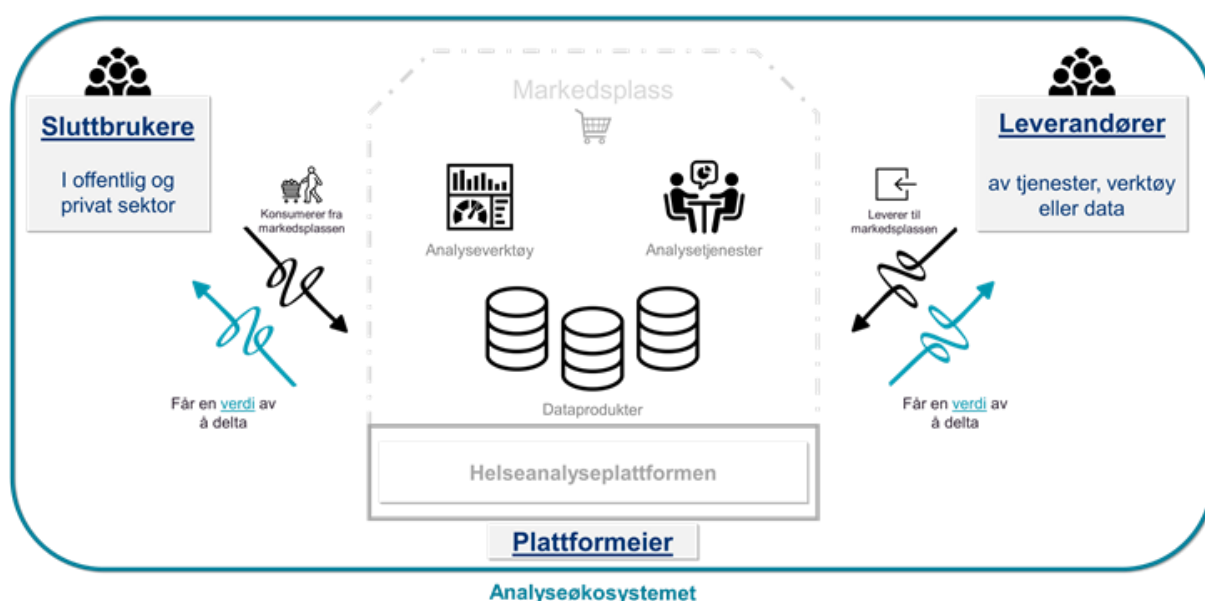 Sluttbrukere
I offentlig og
privat sektor
Konsumerer fra
markedsplassen
Får en verdi av
å delta
Markedsplass
Analyseverktøy
Analysetjenester
Dataprodukter
Helseanalyseplattformen
Plattformeier
Leverandører
av tjenester, verktøy
eller data
Leverer til
markedsplassen
Får en verdi av
å delta
Analyseøkosystemet